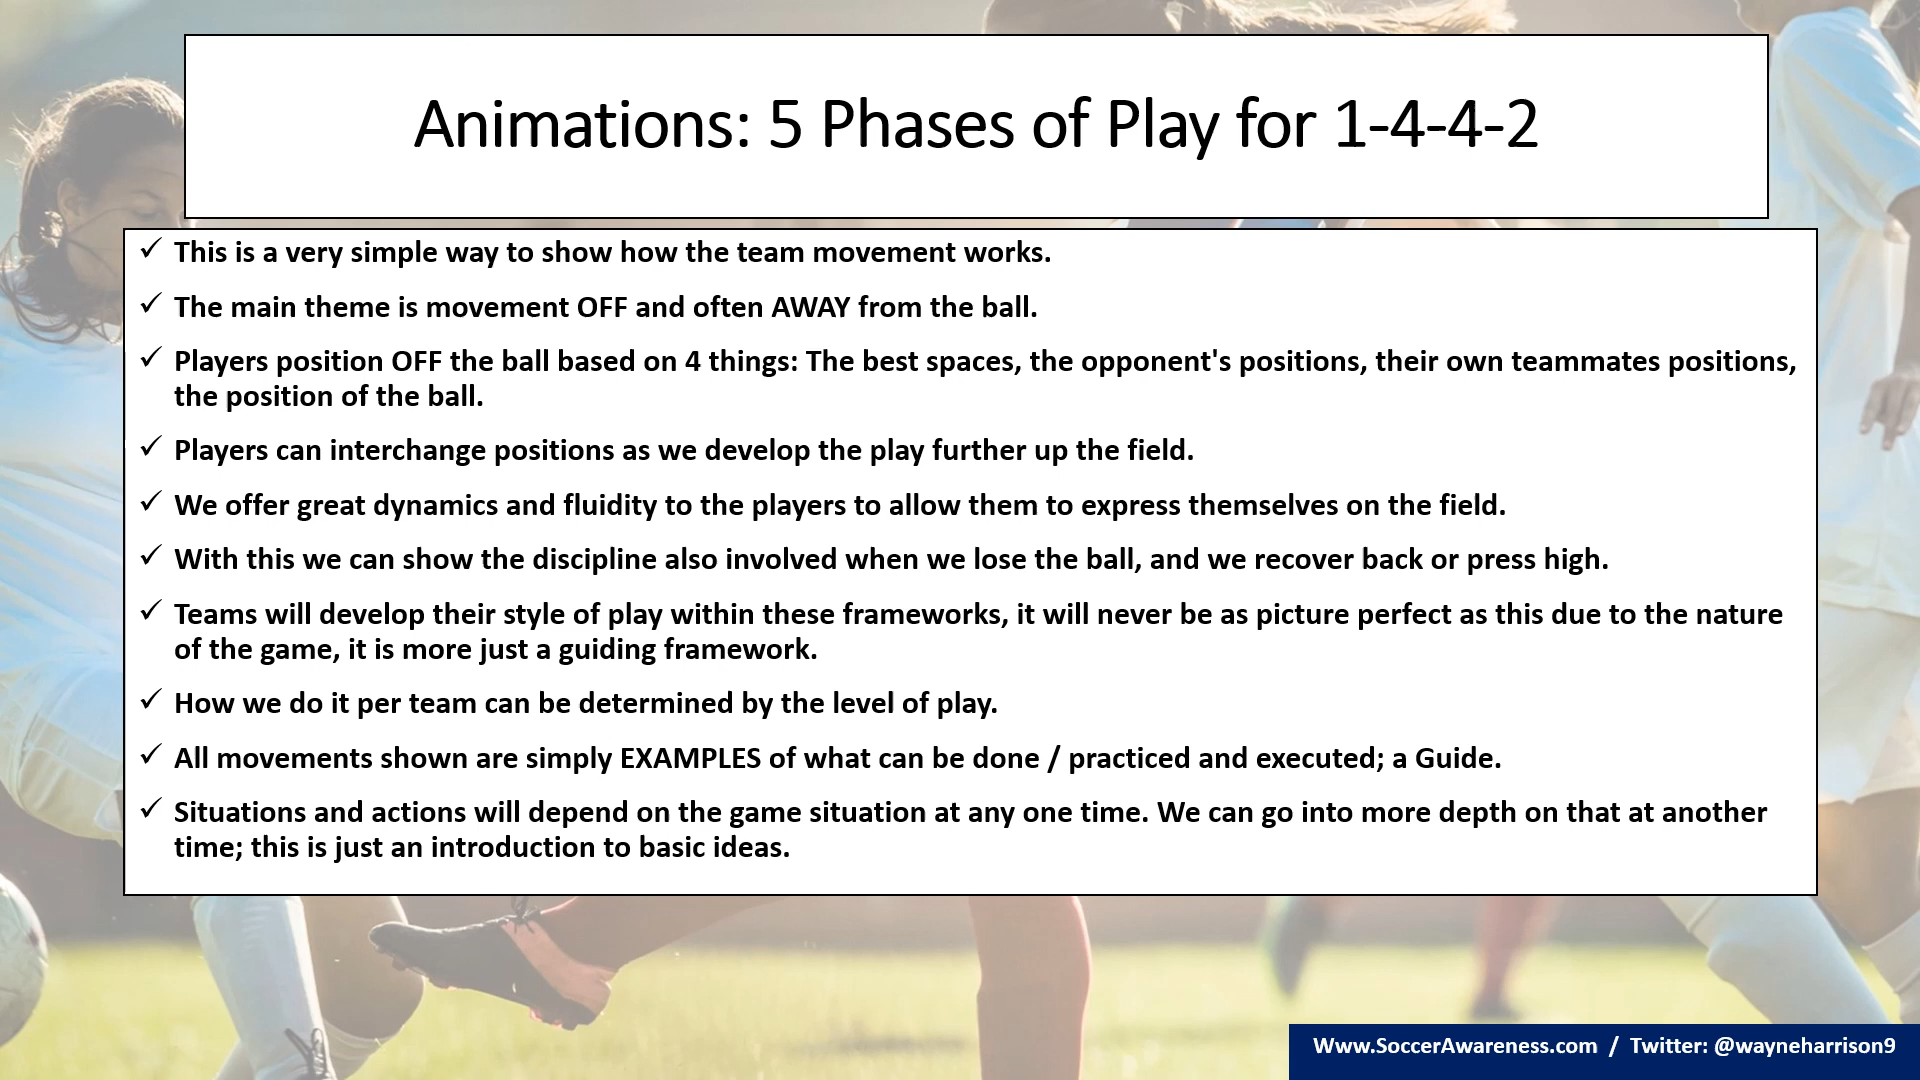 Animations: 5 Phases of Play for 1-4-4-2
✓ This is a very simple way to show how the team movement works.
✓ The main theme is movement OFF and often AWAY from the ball.
✓ Players position OFF the ball based on 4 things: The best spaces, the opponent's positions, their own teammates positions,
the position of the ball.
✓ Players can interchange positions as we develop the play further up the field.
✓ We offer great dynamics and fluidity to the players to allow them to express themselves on the field.
✓ With this we can show the discipline also involved when we lose the ball, and we recover back or press high.
✓ Teams will develop their style of play within these frameworks, it will never be as picture perfect as this due to the nature
of the game, it is more just a guiding framework.
✓ How we do it per team can be determined by the level of play.
✓ All movements shown are simply EXAMPLES of what can be done / practiced and executed; a Guide.
✓ Situations and actions will depend on the game situation at any one time. We can go into more depth on that at another
time; this is just an introduction to basic ideas.
Www.SoccerAwareness.com / Twitter: @wayneharrison9